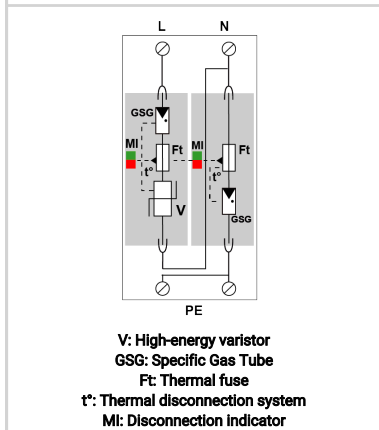 L N
GSG
MI Ft MI Ft
t° t°
V GSG
PE
V: High-energy varistor
GSG: Specific Gas Tube
Ft: Thermal fuse
t°: Thermal disconnection system
MI: Disconnection indicator